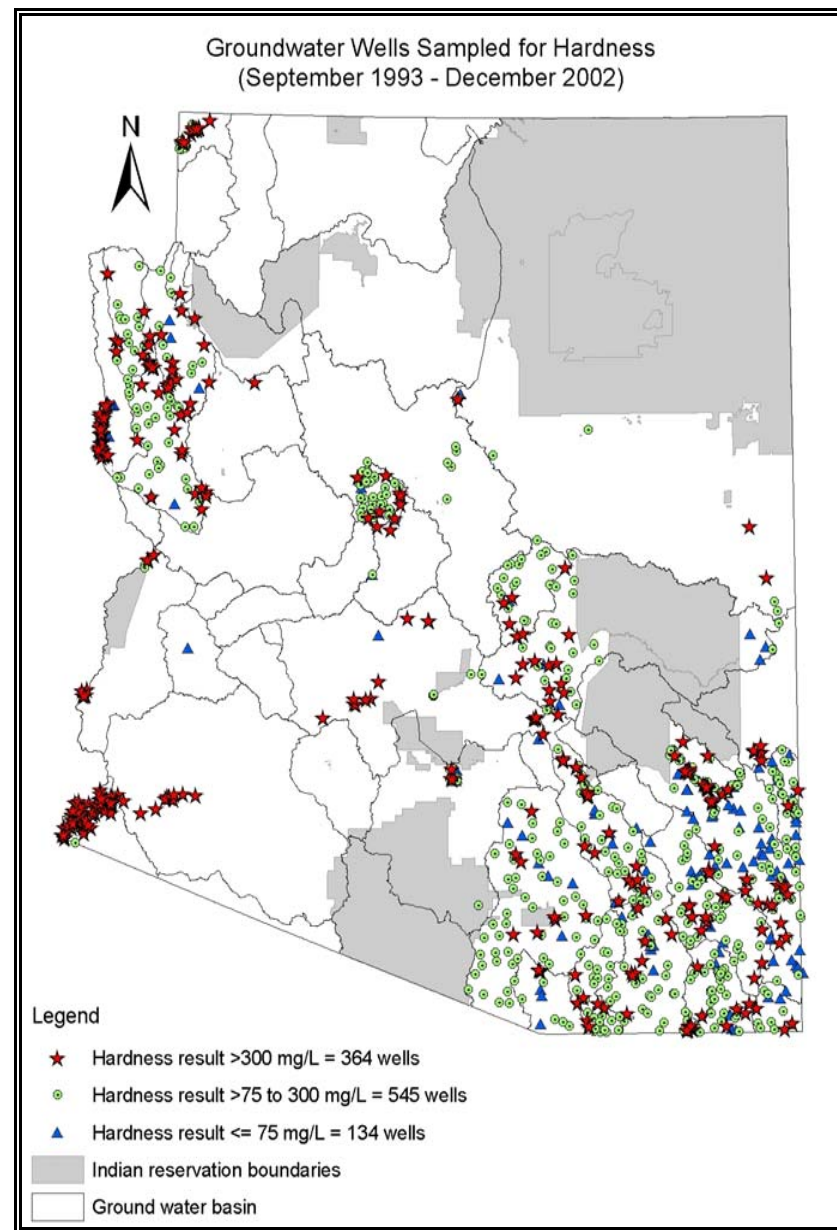 Groundwater Wells Sampled for Hardness
(September 1993 - December 2002)
N
Legend
Hardness result >300 mg/L = 364 wells
Hardness result >75 to 300 mg/L = 545 wells
Hardness result <= 75 mg/L = 134 wells
Indian reservation boundaries
Ground water basin